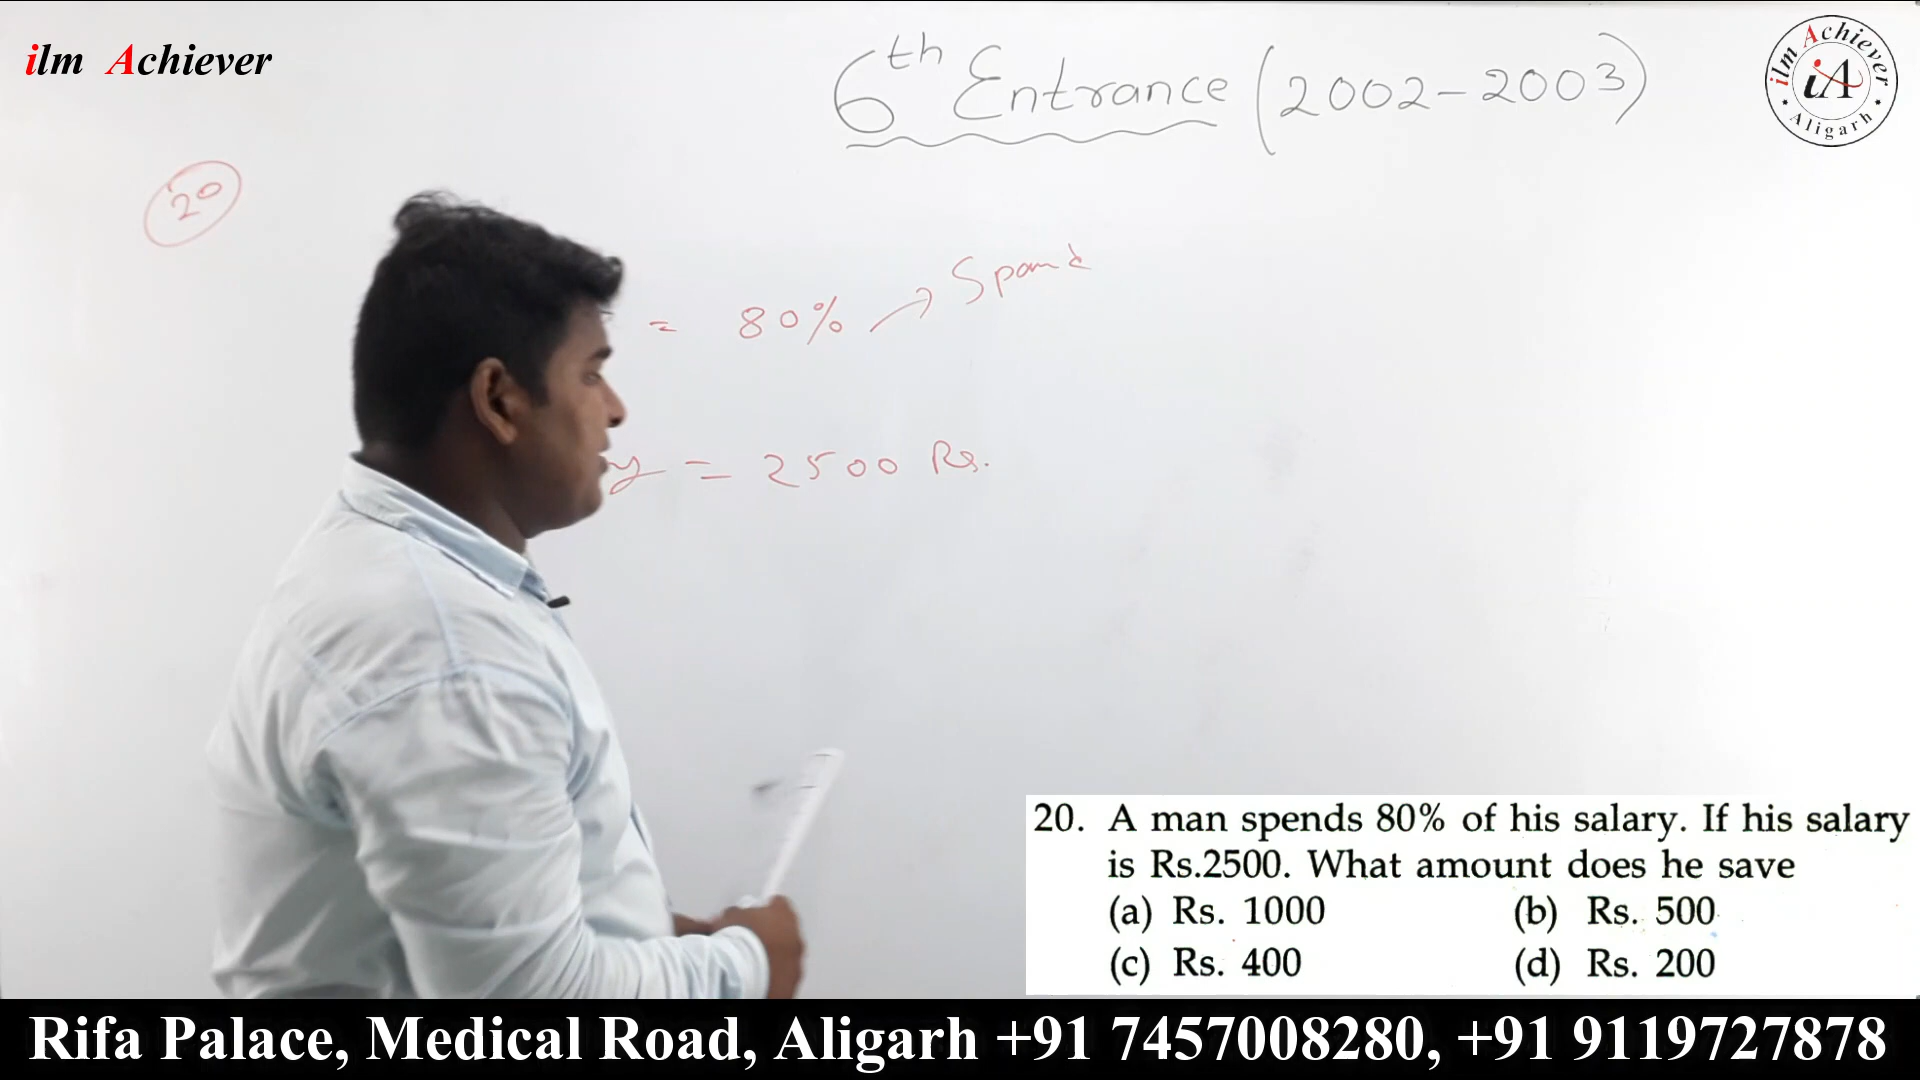 ilm Achiever
6th Entrance (2002-2003)
ilm Achiever
iA
Aligarh
20
= 80% → Spend
y = 2500 Rs.
20. A man spends 80% of his salary. If his salary
is Rs.2500. What amount does he save
(a) Rs. 1000 (b) Rs. 500
(c) Rs. 400 (d) Rs. 200
Rifa Palace, Medical Road, Aligarh +91 7457008280, +91 9119727878